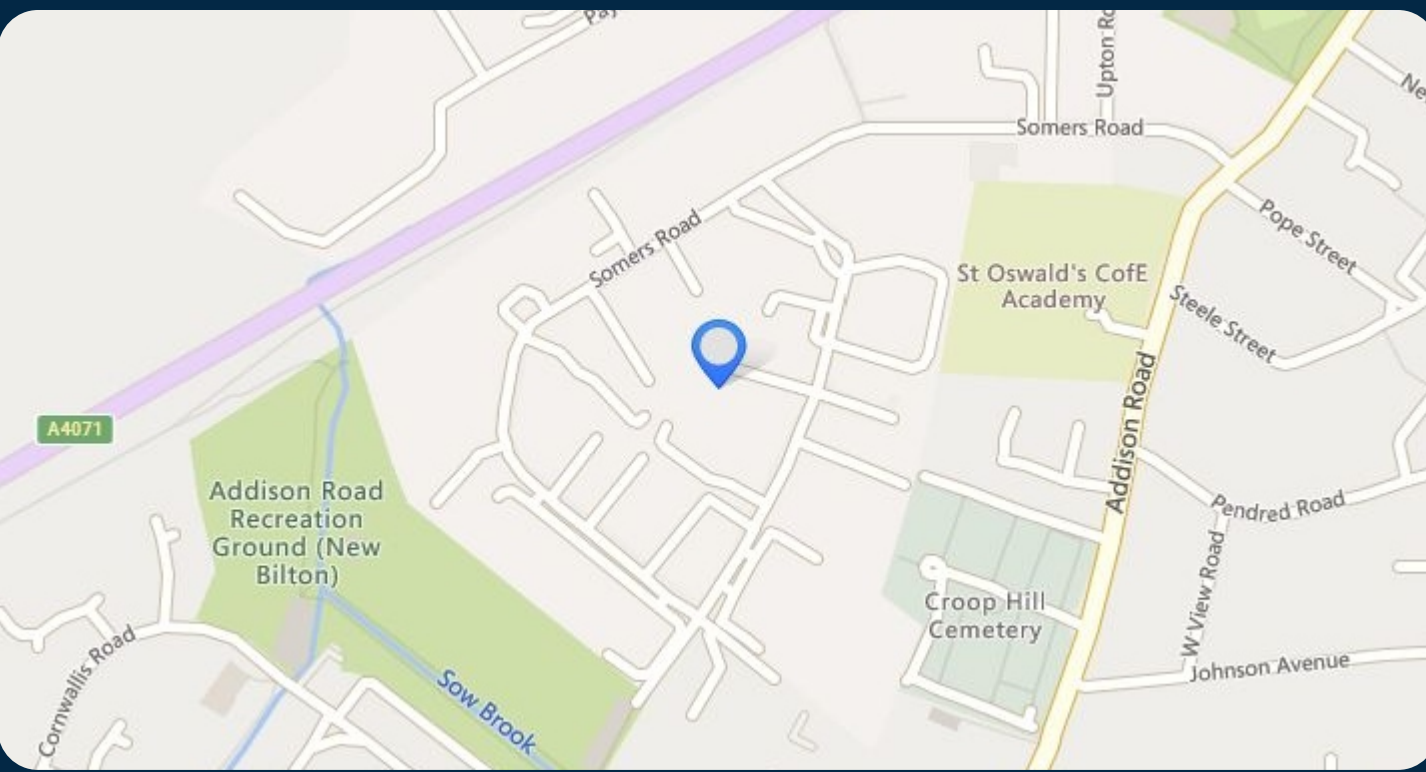 Upton Ro
Somers Road
Pope Street
Somers Road
St Oswald's CofE
Academy
Steele Street
A4071
Addison Road
Addison Road
Recreation
Ground (New
Bilton)
Pendred Road
W View Road
Croop Hill
Cemetery
Cornwallis Road
Johnson Avenue
Sow Brook